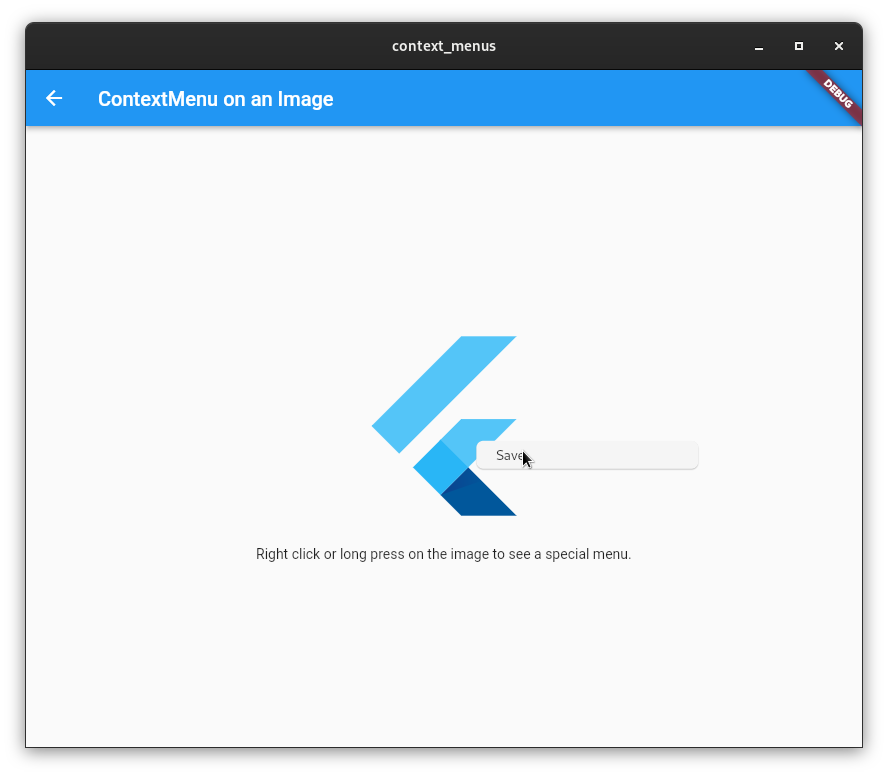 context_menus
ContextMenu on an Image
DEBUG
Save
Right click or long press on the image to see a special menu.